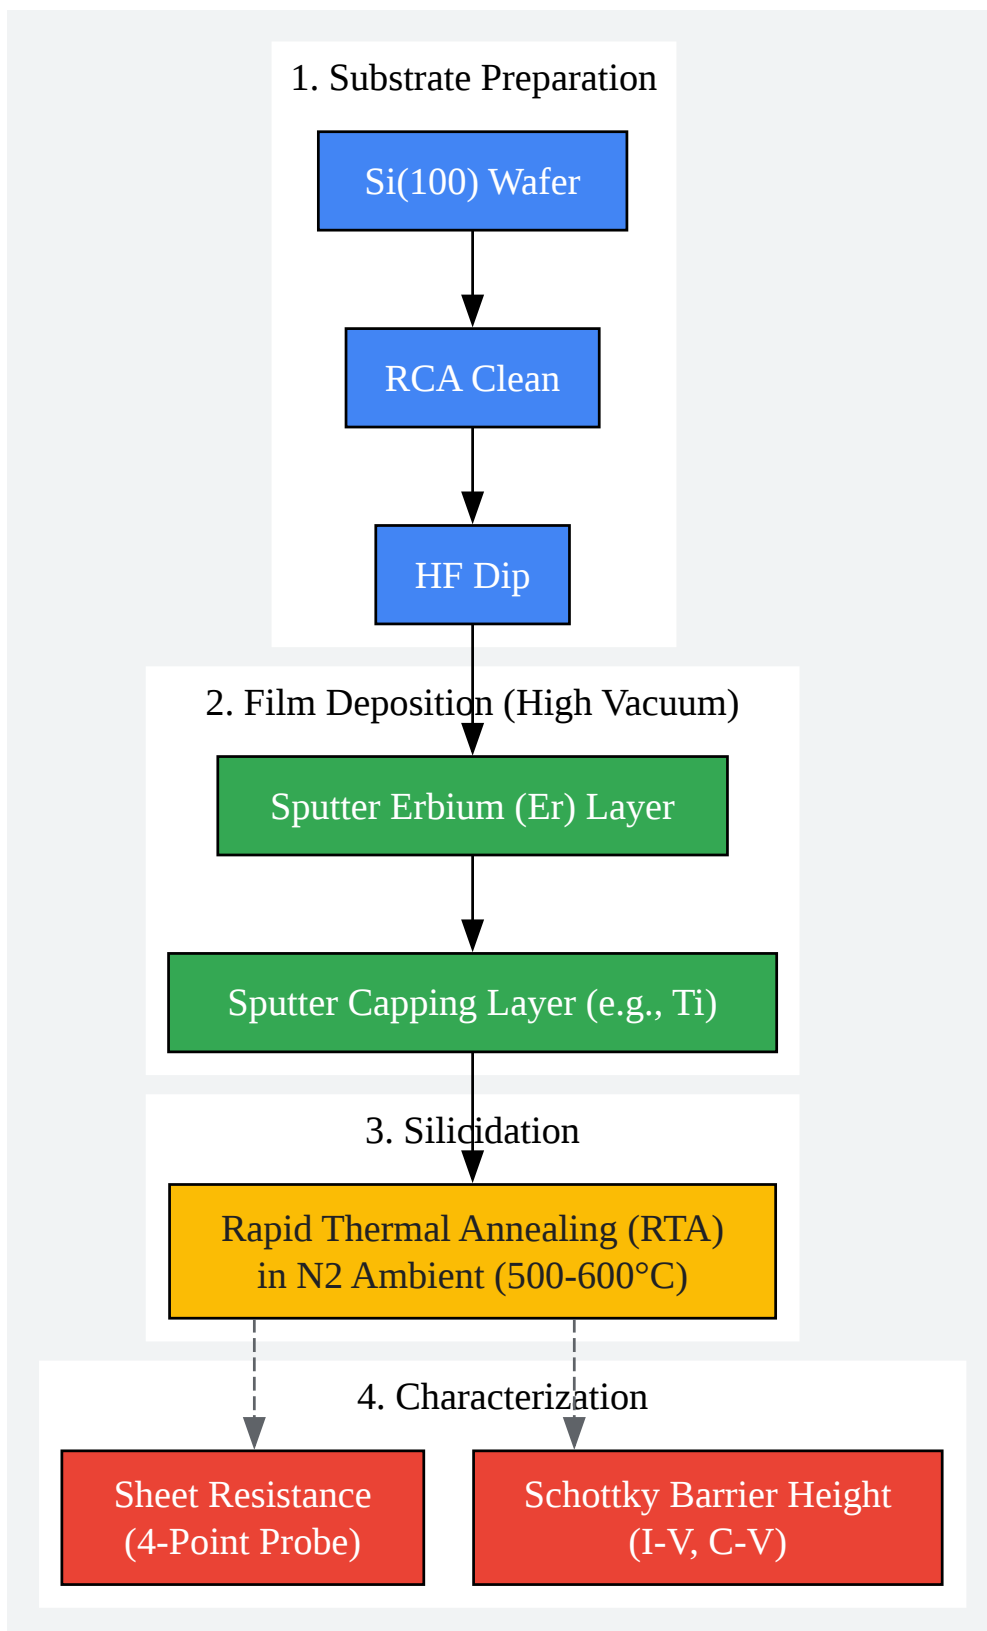 1. Substrate Preparation
Si(100) Wafer
RCA Clean
HF Dip
2. Film Deposition (High Vacuum)
Sputter Erbium (Er) Layer
Sputter Capping Layer (e.g., Ti)
3. Silicidation
Rapid Thermal Annealing (RTA)
in N2 Ambient (500-600°C)
4. Characterization
Sheet Resistance
(4-Point Probe)
Schottky Barrier Height
(I-V, C-V)